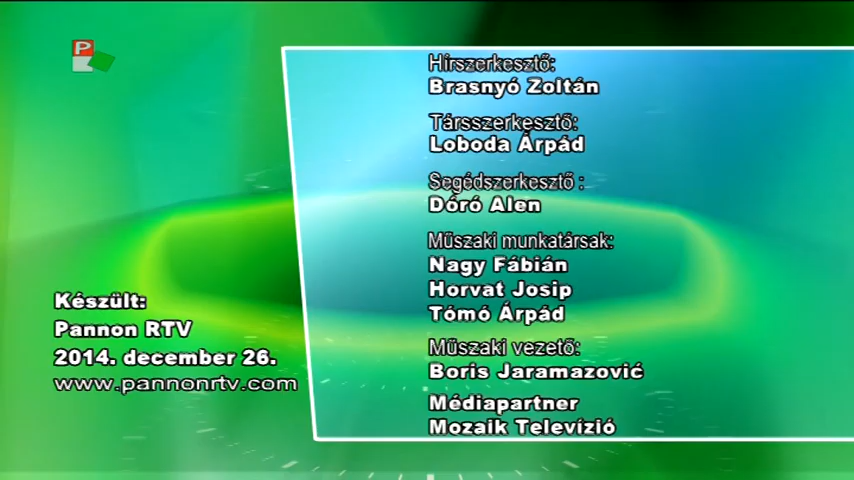 P
Hírszerkesztő:
Brasnyó Zoltán
Társszerkesztő:
Loboda Árpád
Segédszerkesztő :
Dóró Alen
Műszaki munkatársak:
Nagy Fábián
Horvat Josip
Tómó Árpád
Műszaki vezető:
Boris Jaramazović
Médiapartner
Mozaik Televízió
Készült:
Pannon RTV
2014. december 26.
www.pannonrtv.com